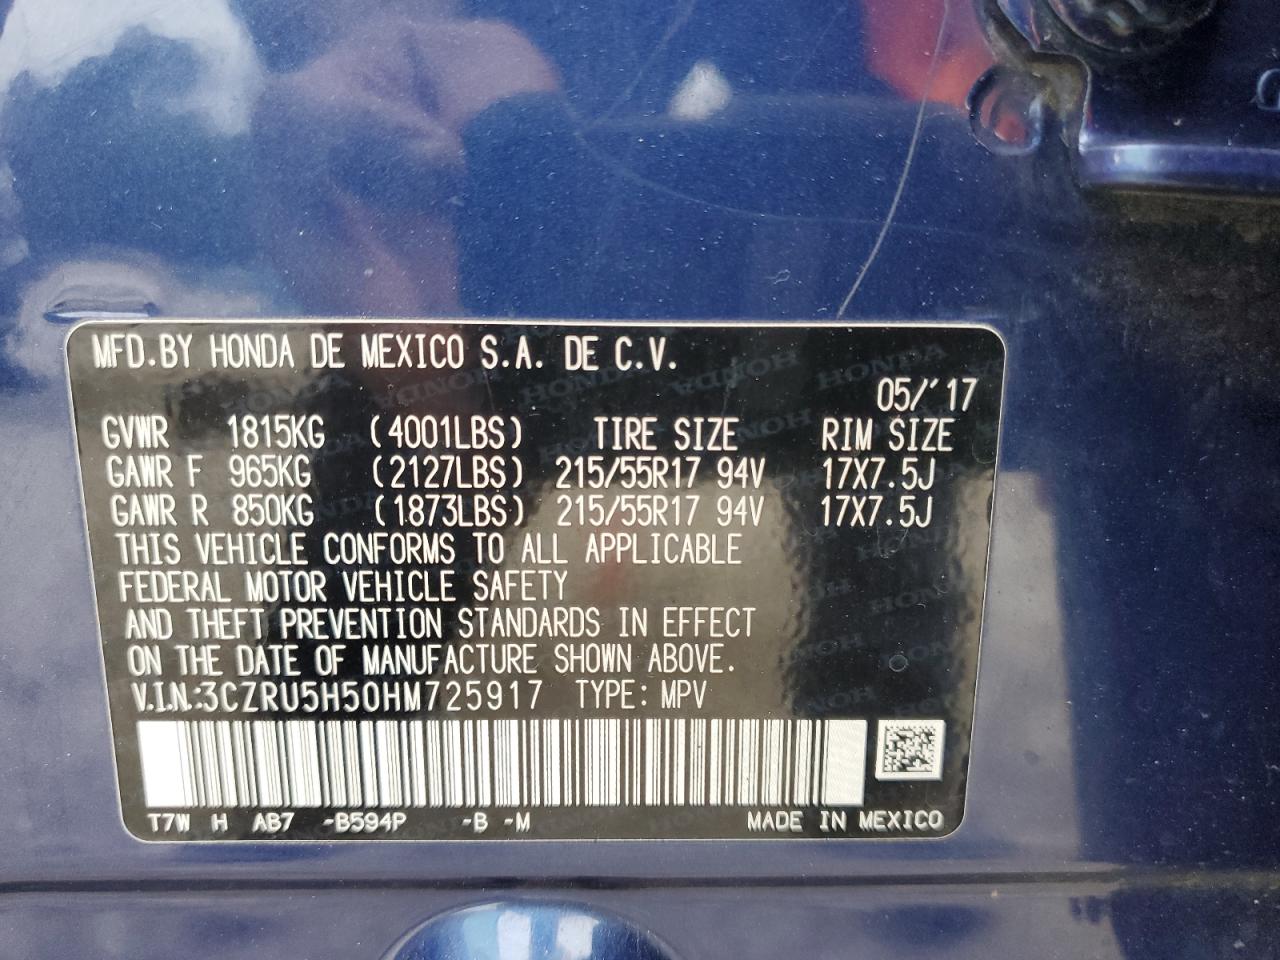 MFD.BY HONDA DE MEXICO S.A. DE C.V.
05/'17
GVWR 1815KG (4001LBS) TIRE SIZE RIM SIZE
GAWR F 965KG (2127LBS) 215/55R17 94V 17X7.5J
GAWR R 850KG (1873LBS) 215/55R17 94V 17X7.5J
THIS VEHICLE CONFORMS TO ALL APPLICABLE
FEDERAL MOTOR VEHICLE SAFETY
AND THEFT PREVENTION STANDARDS IN EFFECT
ON THE DATE OF MANUFACTURE SHOWN ABOVE.
V.I.N.:3CZRU5H50HM725917 TYPE: MPV
T7W H AB7 -B594P -B -M MADE IN MEXICO